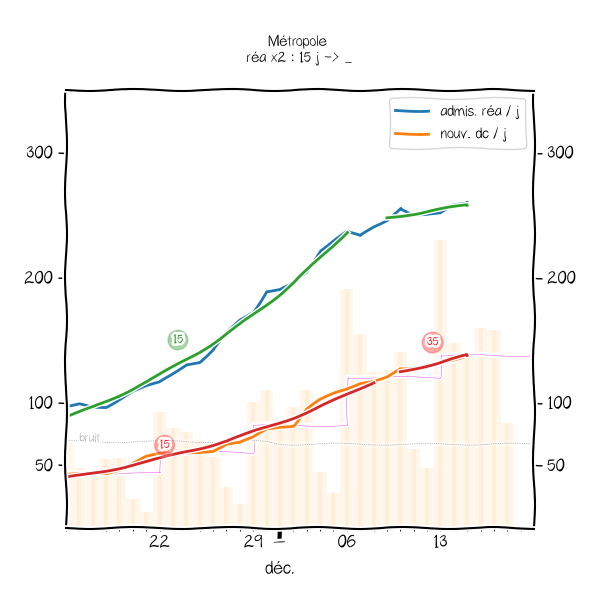 Métropole
réa x2 : 15 j -> _
admis. réa / j
nouv. dc / j
300
300
200
200
15
35
100
100
bruit
15
50
50
22
29
06
13
déc.